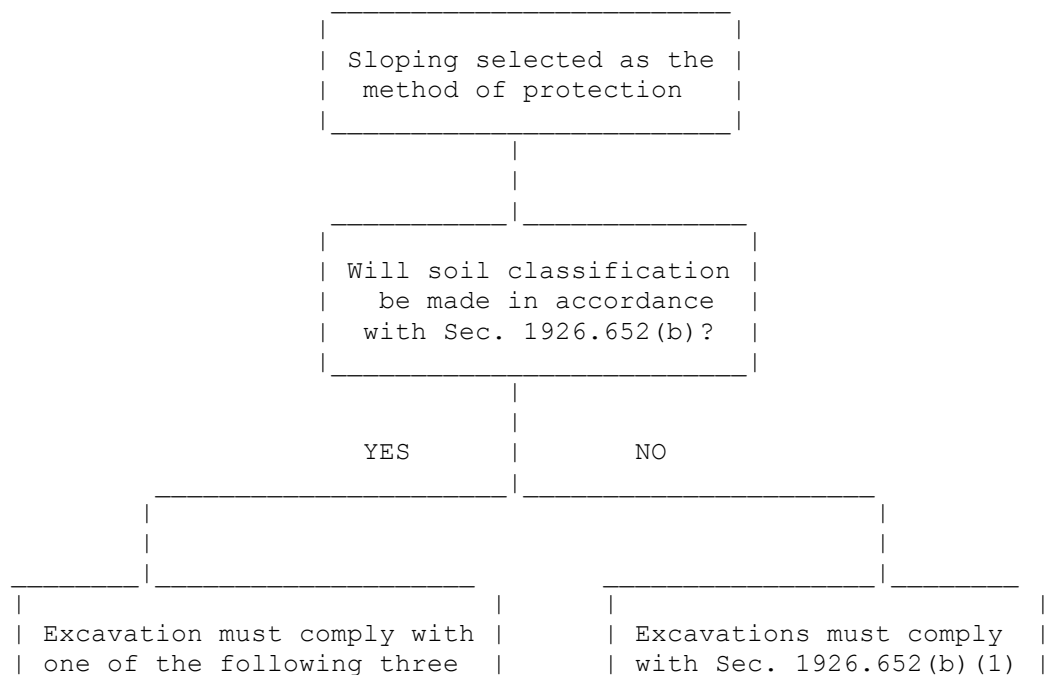 Sloping selected as the
method of protection
Will soil classification
be made in accordance
with Sec. 1926.652(b)?
YES NO
Excavation must comply with
one of the following three
Excavations must comply
with Sec. 1926.652(b)(1)